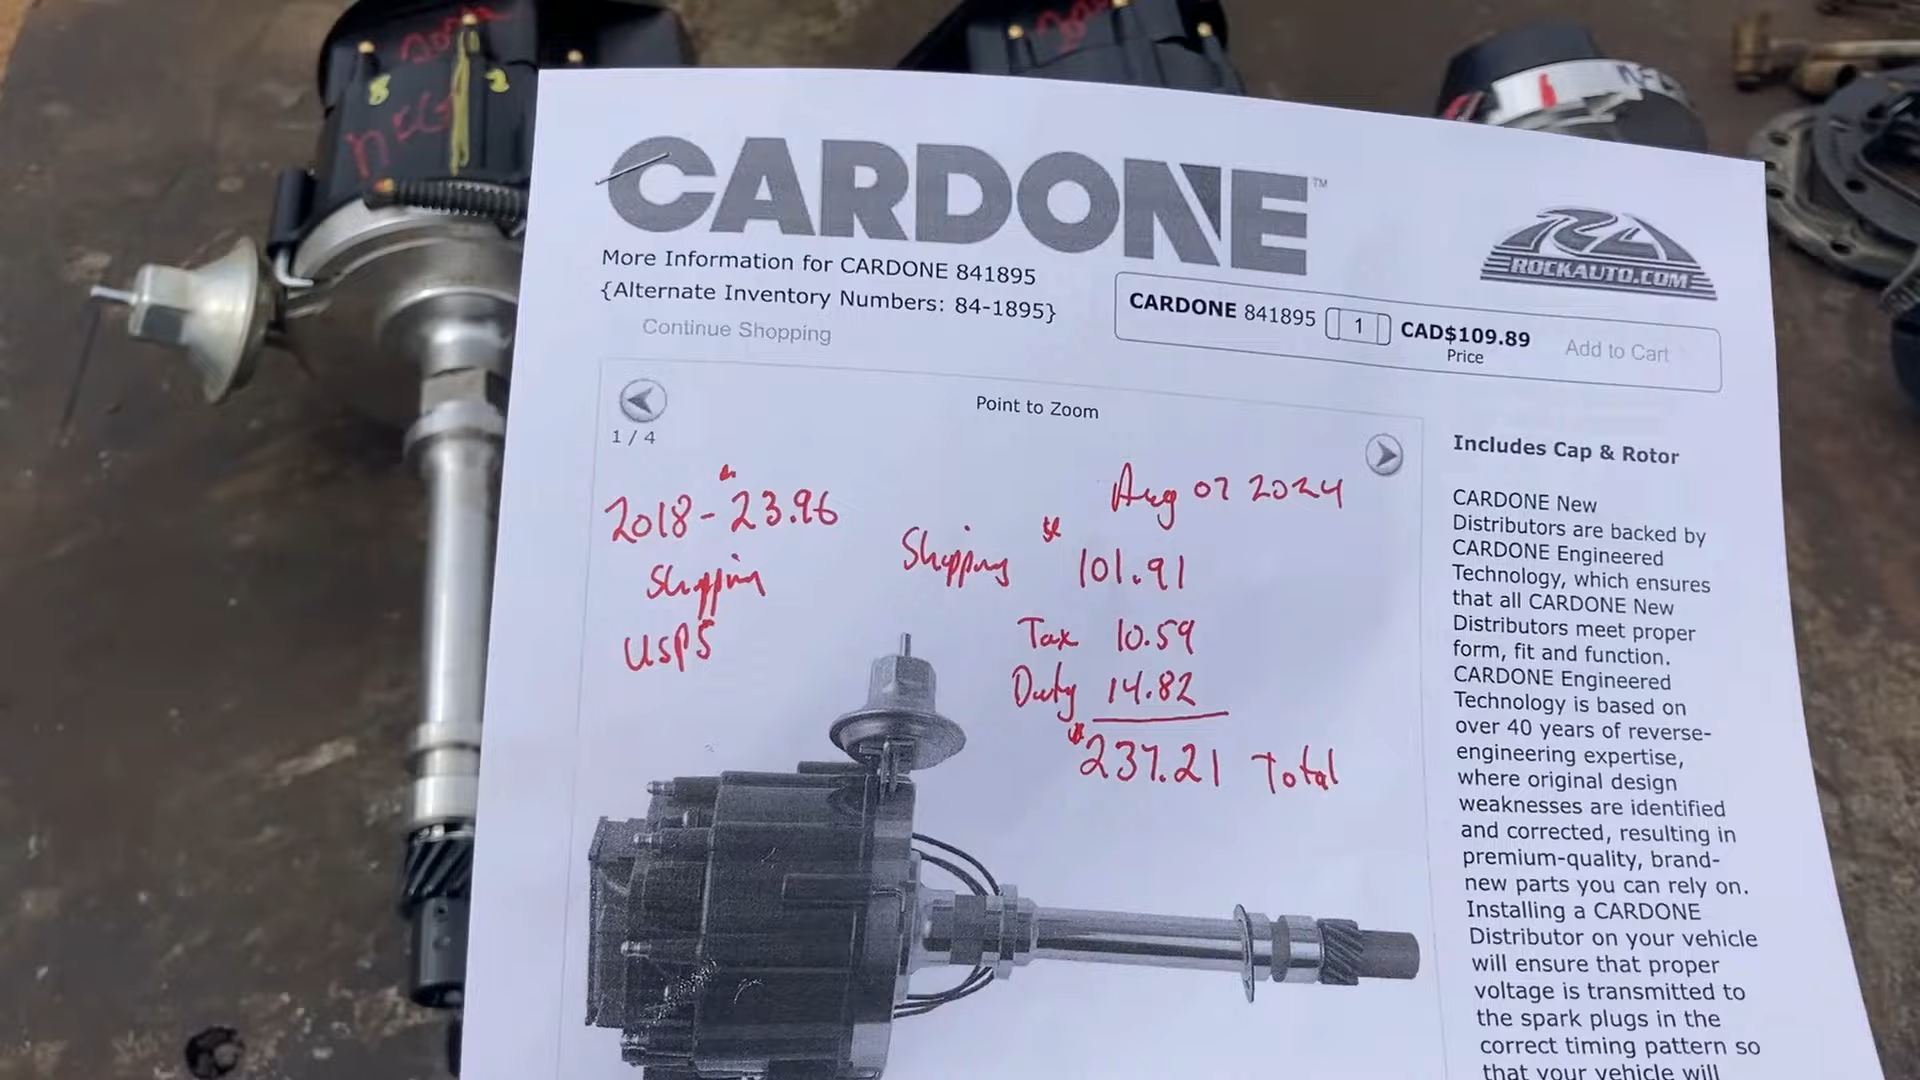 CARDONE™
RA
ROCKAUTO.COM
More Information for CARDONE 841895
{Alternate Inventory Numbers: 84-1895}
Continue Shopping
CARDONE 841895 1 CAD$109.89 Add to Cart
Price
Point to Zoom
1 / 4
2018 - $23.96
Shipping
USPS
Aug 07 2024
Shipping $101.91
Tax 10.59
Duty 14.82
$237.21 Total
Includes Cap & Rotor
CARDONE New
Distributors are backed by
CARDONE Engineered
Technology, which ensures
that all CARDONE New
Distributors meet proper
form, fit and function.
CARDONE Engineered
Technology is based on
over 40 years of reverse-
engineering expertise,
where original design
weaknesses are identified
and corrected, resulting in
premium-quality, brand-
new parts you can rely on.
Installing a CARDONE
Distributor on your vehicle
will ensure that proper
voltage is transmitted to
the spark plugs in the
correct timing pattern so
that your vehicle will
8